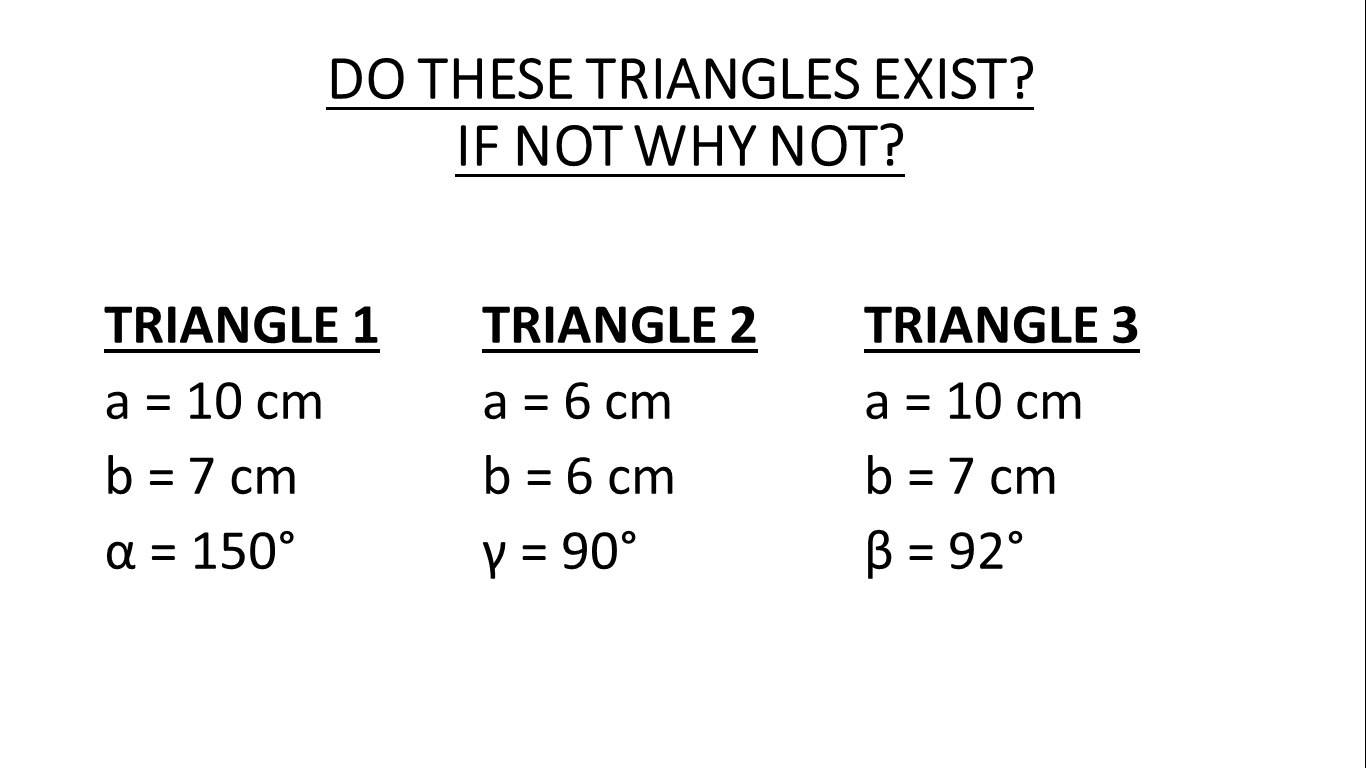 DO THESE TRIANGLES EXIST?
IF NOT WHY NOT?
TRIANGLE 1
a = 10 cm
b = 7 cm
α = 150°
TRIANGLE 2
a = 6 cm
b = 6 cm
γ = 90°
TRIANGLE 3
a = 10 cm
b = 7 cm
β = 92°